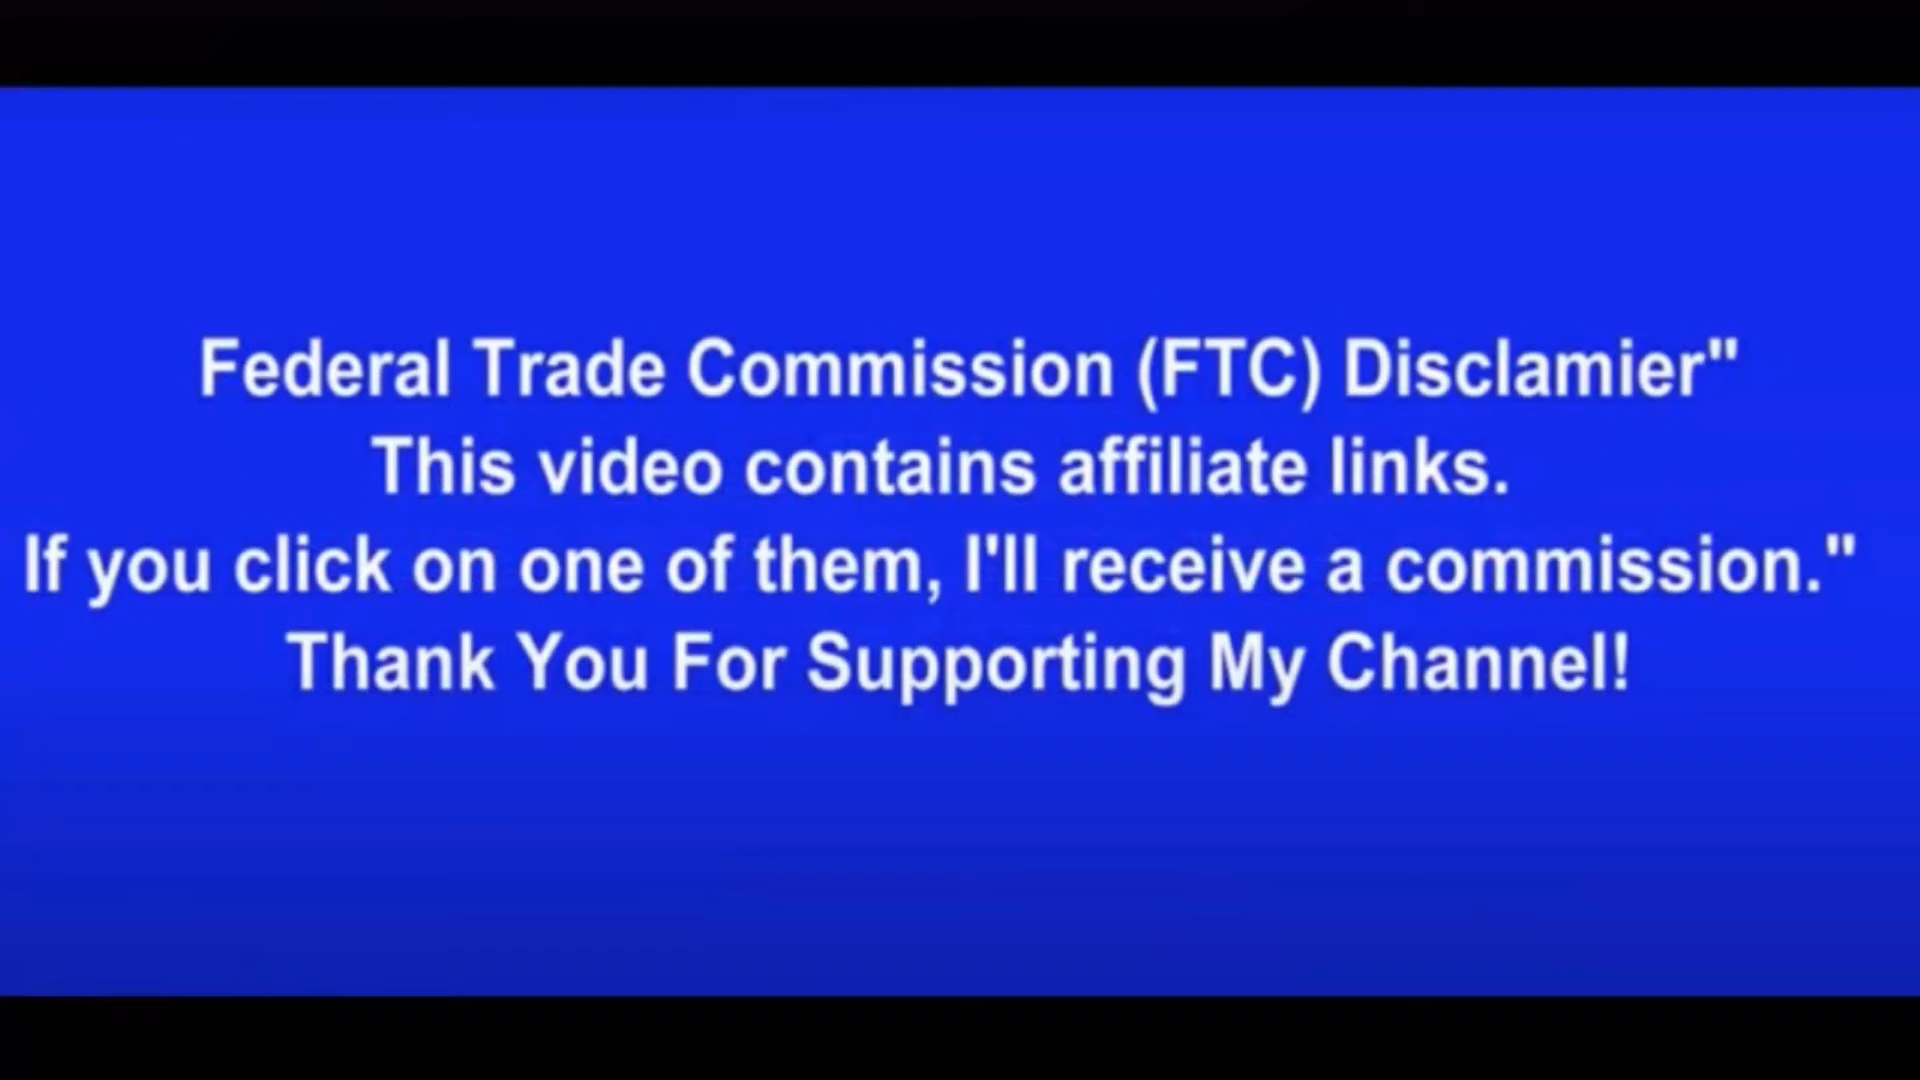 Federal Trade Commission (FTC) Disclamier"
This video contains affiliate links.
If you click on one of them, I'll receive a commission."
Thank You For Supporting My Channel!